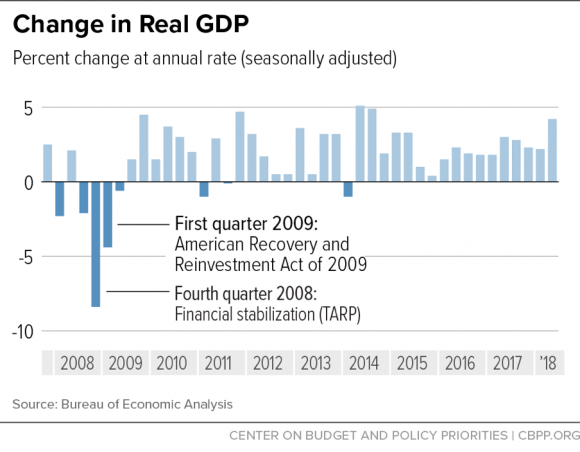 Change in Real GDP
Percent change at annual rate (seasonally adjusted)
5
0
-5
-10
First quarter 2009:
American Recovery and
Reinvestment Act of 2009
Fourth quarter 2008:
Financial stabilization (TARP)
2008 2009 2010 2011 2012 2013 2014 2015 2016 2017 '18
Source: Bureau of Economic Analysis
CENTER ON BUDGET AND POLICY PRIORITIES | CBPP.ORG